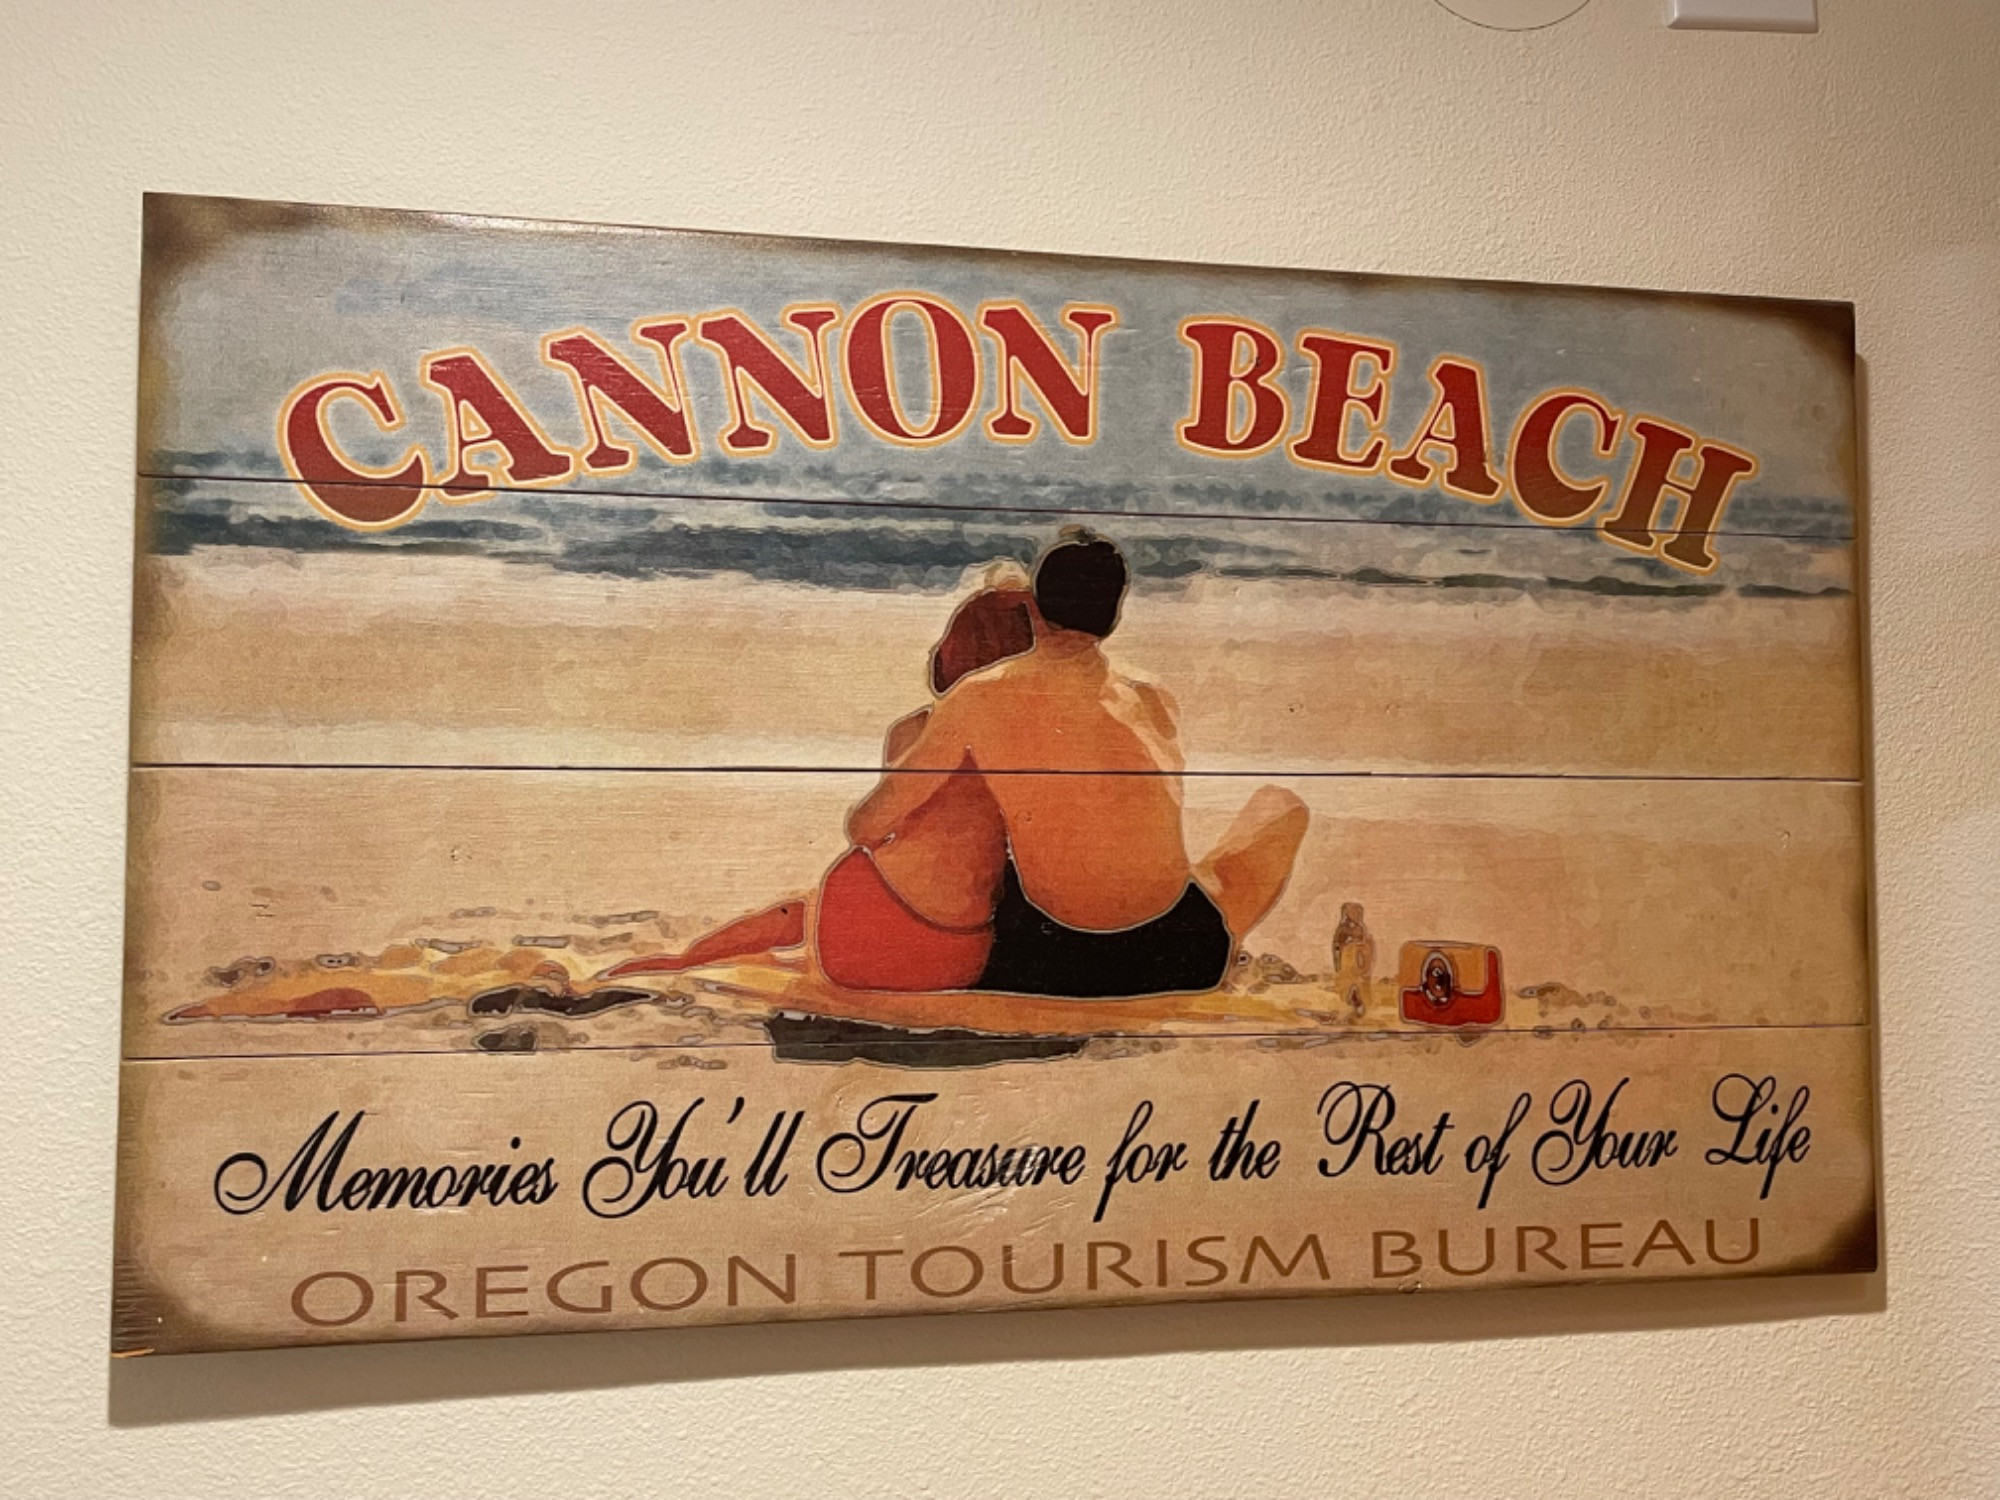 CANNON BEACH
Memories You'll Treasure for the Rest of Your Life
OREGON TOURISM BUREAU